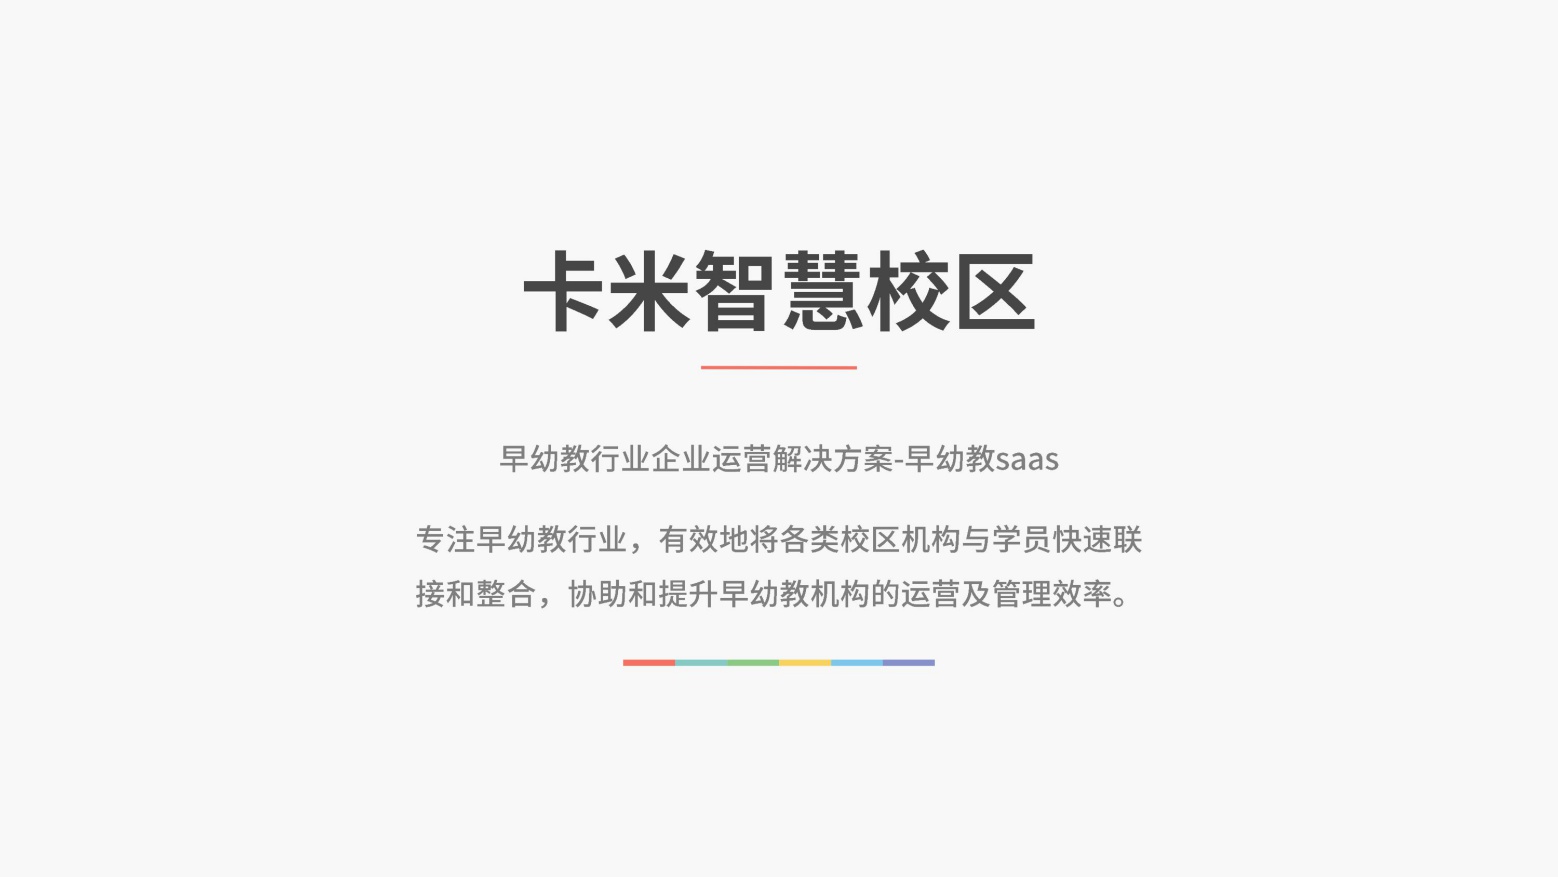 卡米智慧校区
早幼教行业企业运营解决方案-早幼教saas
专注早幼教行业，有效地将各类校区机构与学员快速联
接和整合，协助和提升早幼教机构的运营及管理效率。